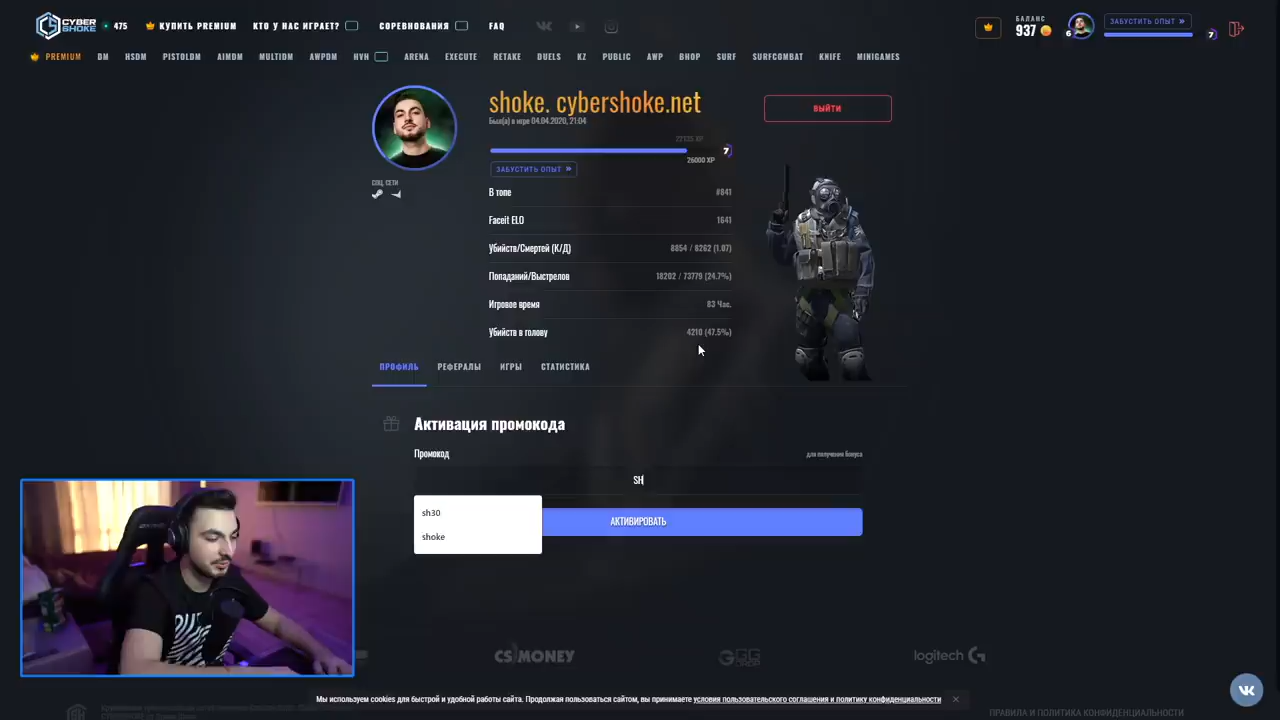 CYBER SHOKE 475 КУПИТЬ PREMIUM КТО У НАС ИГРАЕТ? СОРЕВНОВАНИЯ FAQ
БАЛАНС
937 6 ЗАБУСТИТЬ ОПЫТ » 7
PREMIUM DM HSDM PISTOLDM AIMDM MULTIDM AWPDM HVH ARENA EXECUTE RETAKE DUELS KZ PUBLIC AWP BHOP SURF SURFCOMBAT KNIFE MINIGAMES
shoke. cybershoke.net
ВЫЙТИ
Был(а) в игре 04.04.2020, 21:04
22135 XP
7
26000 XP
ЗАБУСТИТЬ ОПЫТ »
СОЦ. СЕТИ
В топе #841
Faceit ELO 1641
Убийств/Смертей (К/Д) 8854 / 8262 (1.07)
Попаданий/Выстрелов 18202 / 73779 (24.7%)
Игровое время 83 Час.
Убийств в голову 4210 (47.5%)
ПРОФИЛЬ РЕФЕРАЛЫ ИГРЫ СТАТИСТИКА
Активация промокода
Промокод для получения бонуса
SH
sh30
shoke
АКТИВИРОВАТЬ
CS MONEY
logitech G
Мы используем cookies для быстрой и удобной работы сайта. Продолжая пользоваться сайтом, вы принимаете условия пользовательского соглашения и политику конфиденциальности
ПРАВИЛА И ПОЛИТИКА КОНФИДЕНЦИАЛЬНОСТИ